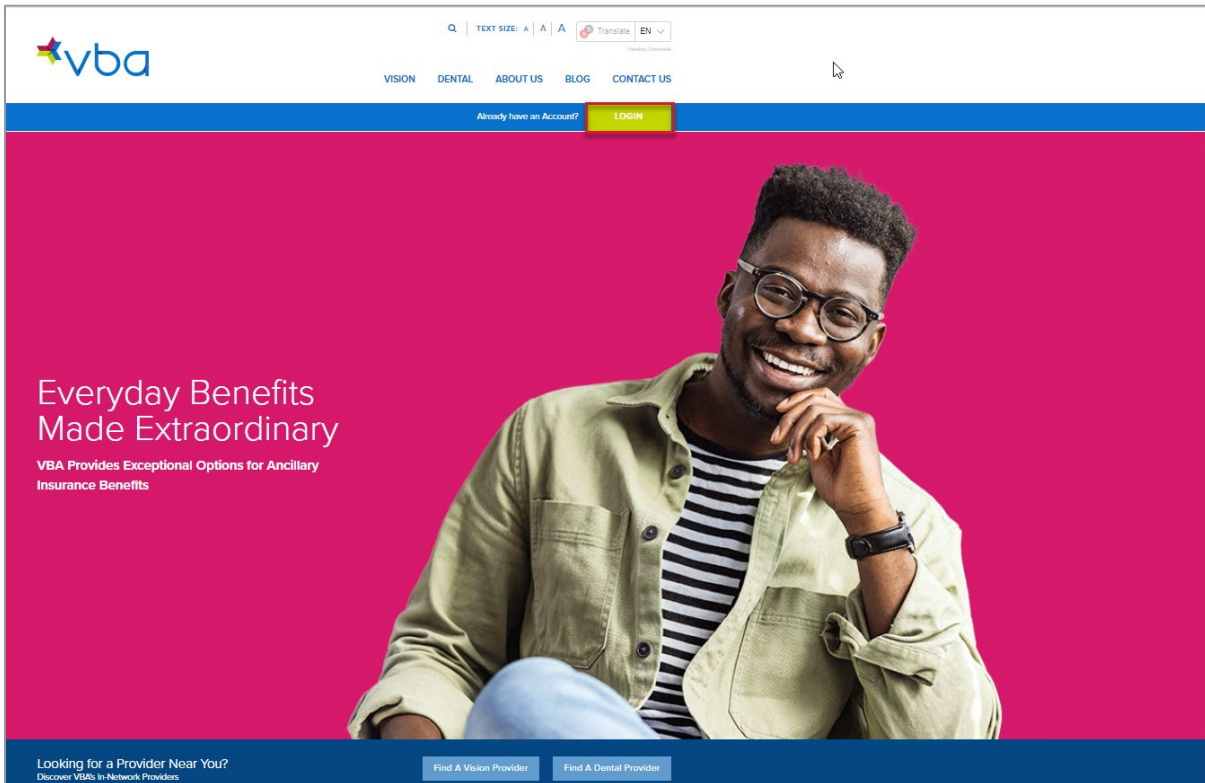 vba
TEXT SIZE: A A A Translate EN
VISION DENTAL ABOUT US BLOG CONTACT US
Already have an Account? LOGIN
Everyday Benefits
Made Extraordinary
VBA Provides Exceptional Options for Ancillary
Insurance Benefits
Looking for a Provider Near You?
Discover VBA's In-Network Providers
Find A Vision Provider Find A Dental Provider